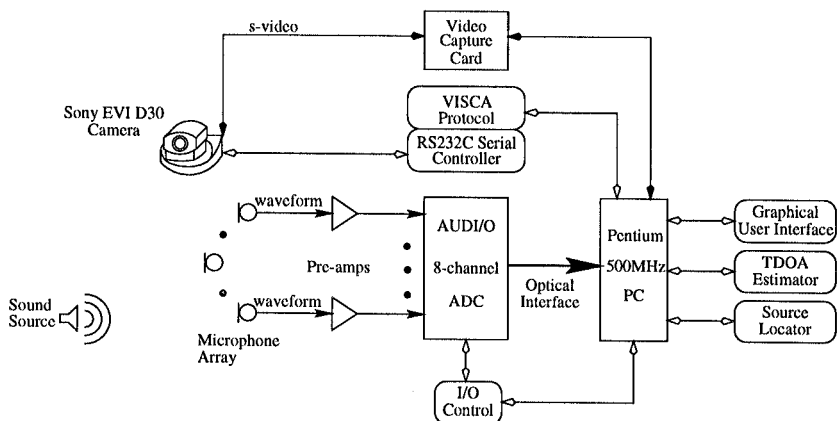 s-video
Video
Capture
Card
Sony EVI D30
Camera
VISCA
Protocol
RS232C Serial
Controller
waveform
AUDI/O
8-channel
ADC
Pre-amps
waveform
Optical
Interface
Pentium
500MHz
PC
Graphical
User Interface
TDOA
Estimator
Source
Locator
Sound
Source
Microphone
Array
I/O
Control